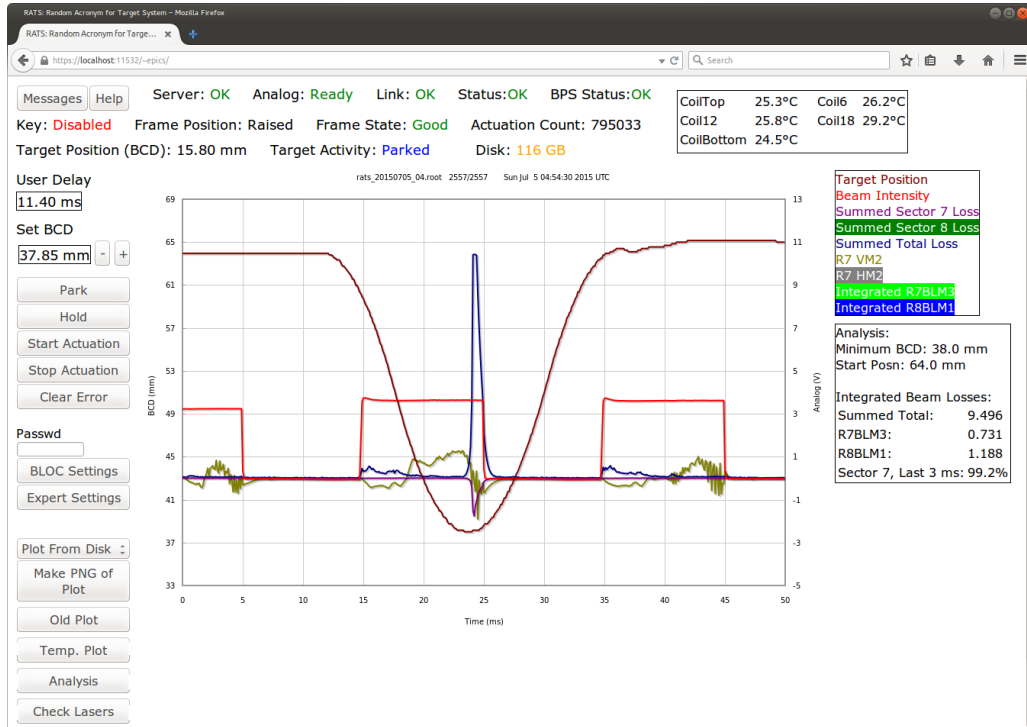 RATS: Random Acronym for Target System – Mozilla Firefox
RATS: Random Acronym for Targe...
https://localhost:11532/~epics/
Search
Messages Help Server: OK Analog: Ready Link: OK Status:OK BPS Status:OK
Key: Disabled Frame Position: Raised Frame State: Good Actuation Count: 795033
Target Position (BCD): 15.80 mm Target Activity: Parked Disk: 116 GB
CoilTop 25.3°C Coil6 26.2°C
Coil12 25.8°C Coil18 29.2°C
CoilBottom 24.5°C
User Delay
11.40 ms
Set BCD
37.85 mm - +
Park
Hold
Start Actuation
Stop Actuation
Clear Error
Passwd
BLOC Settings
Expert Settings
Plot From Disk
Make PNG of
Plot
Old Plot
Temp. Plot
Analysis
Check Lasers
rats_20150705_04.root 2557/2557 Sun Jul 5 04:54:30 2015 UTC
69
65
61
57
53
49
45
41
37
33
BCD (mm)
13
11
9
7
5
3
1
-1
-3
-5
Analog (V)
0 5 10 15 20 25 30 35 40 45 50
Time (ms)
Target Position
Beam Intensity
Summed Sector 7 Loss
Summed Sector 8 Loss
Summed Total Loss
R7 VM2
R7 HM2
Integrated R7BLM3
Integrated R8BLM1
Analysis:
Minimum BCD: 38.0 mm
Start Posn: 64.0 mm
Integrated Beam Losses:
Summed Total: 9.496
R7BLM3: 0.731
R8BLM1: 1.188
Sector 7, Last 3 ms: 99.2%